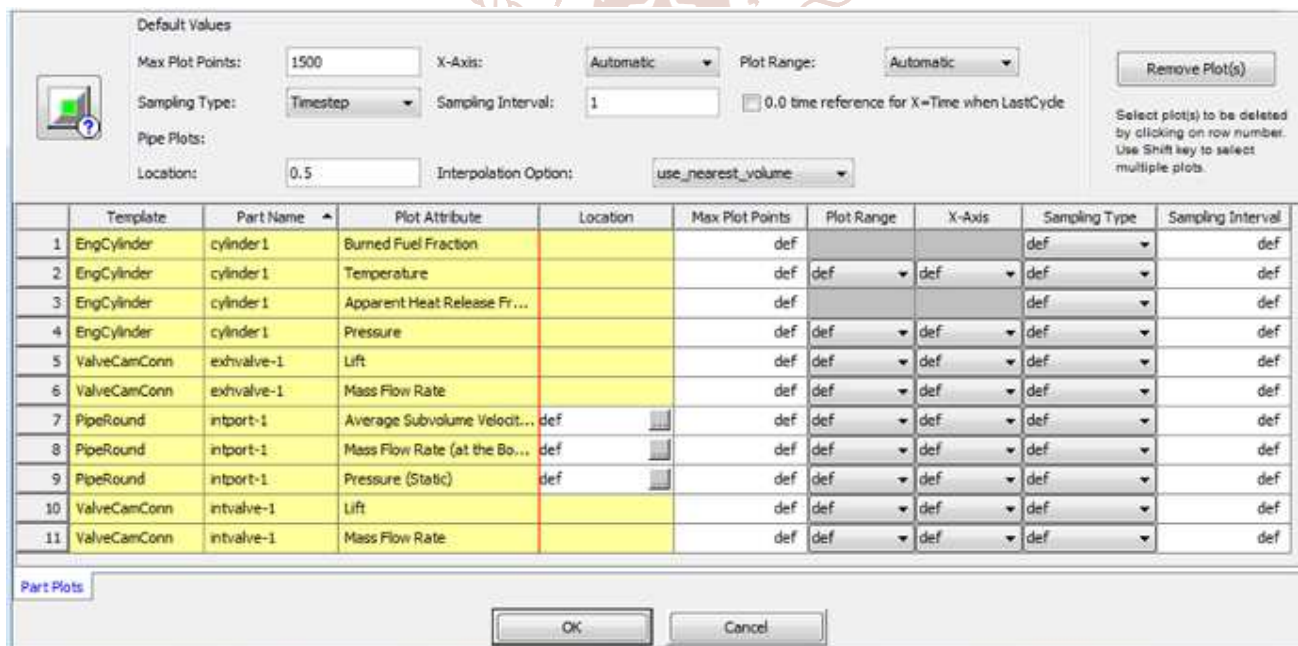 Default Values
Max Plot Points: 1500 X-Axis: Automatic Plot Range: Automatic Remove Plot(s)
Sampling Type: Timestep Sampling Interval: 1 0.0 time reference for X=Time when LastCycle
Select plot(s) to be deleted
by clicking on row number.
Use Shift key to select
multiple plots.
Pipe Plots:
Location: 0.5 Interpolation Option: use_nearest_volume
Template Part Name Plot Attribute Location Max Plot Points Plot Range X-Axis Sampling Type Sampling Interval
1 EngCylinder cylinder1 Burned Fuel Fraction def def def
2 EngCylinder cylinder1 Temperature def def def def def
3 EngCylinder cylinder1 Apparent Heat Release Fr... def def def
4 EngCylinder cylinder1 Pressure def def def def def
5 ValveCamConn exhvalve-1 Lift def def def def def
6 ValveCamConn exhvalve-1 Mass Flow Rate def def def def def
7 PipeRound intport-1 Average Subvolume Velocit... def def def def def def
8 PipeRound intport-1 Mass Flow Rate (at the Bo... def def def def def def
9 PipeRound intport-1 Pressure (Static) def def def def def def
10 ValveCamConn intvalve-1 Lift def def def def def
11 ValveCamConn intvalve-1 Mass Flow Rate def def def def def
Part Plots
OK Cancel